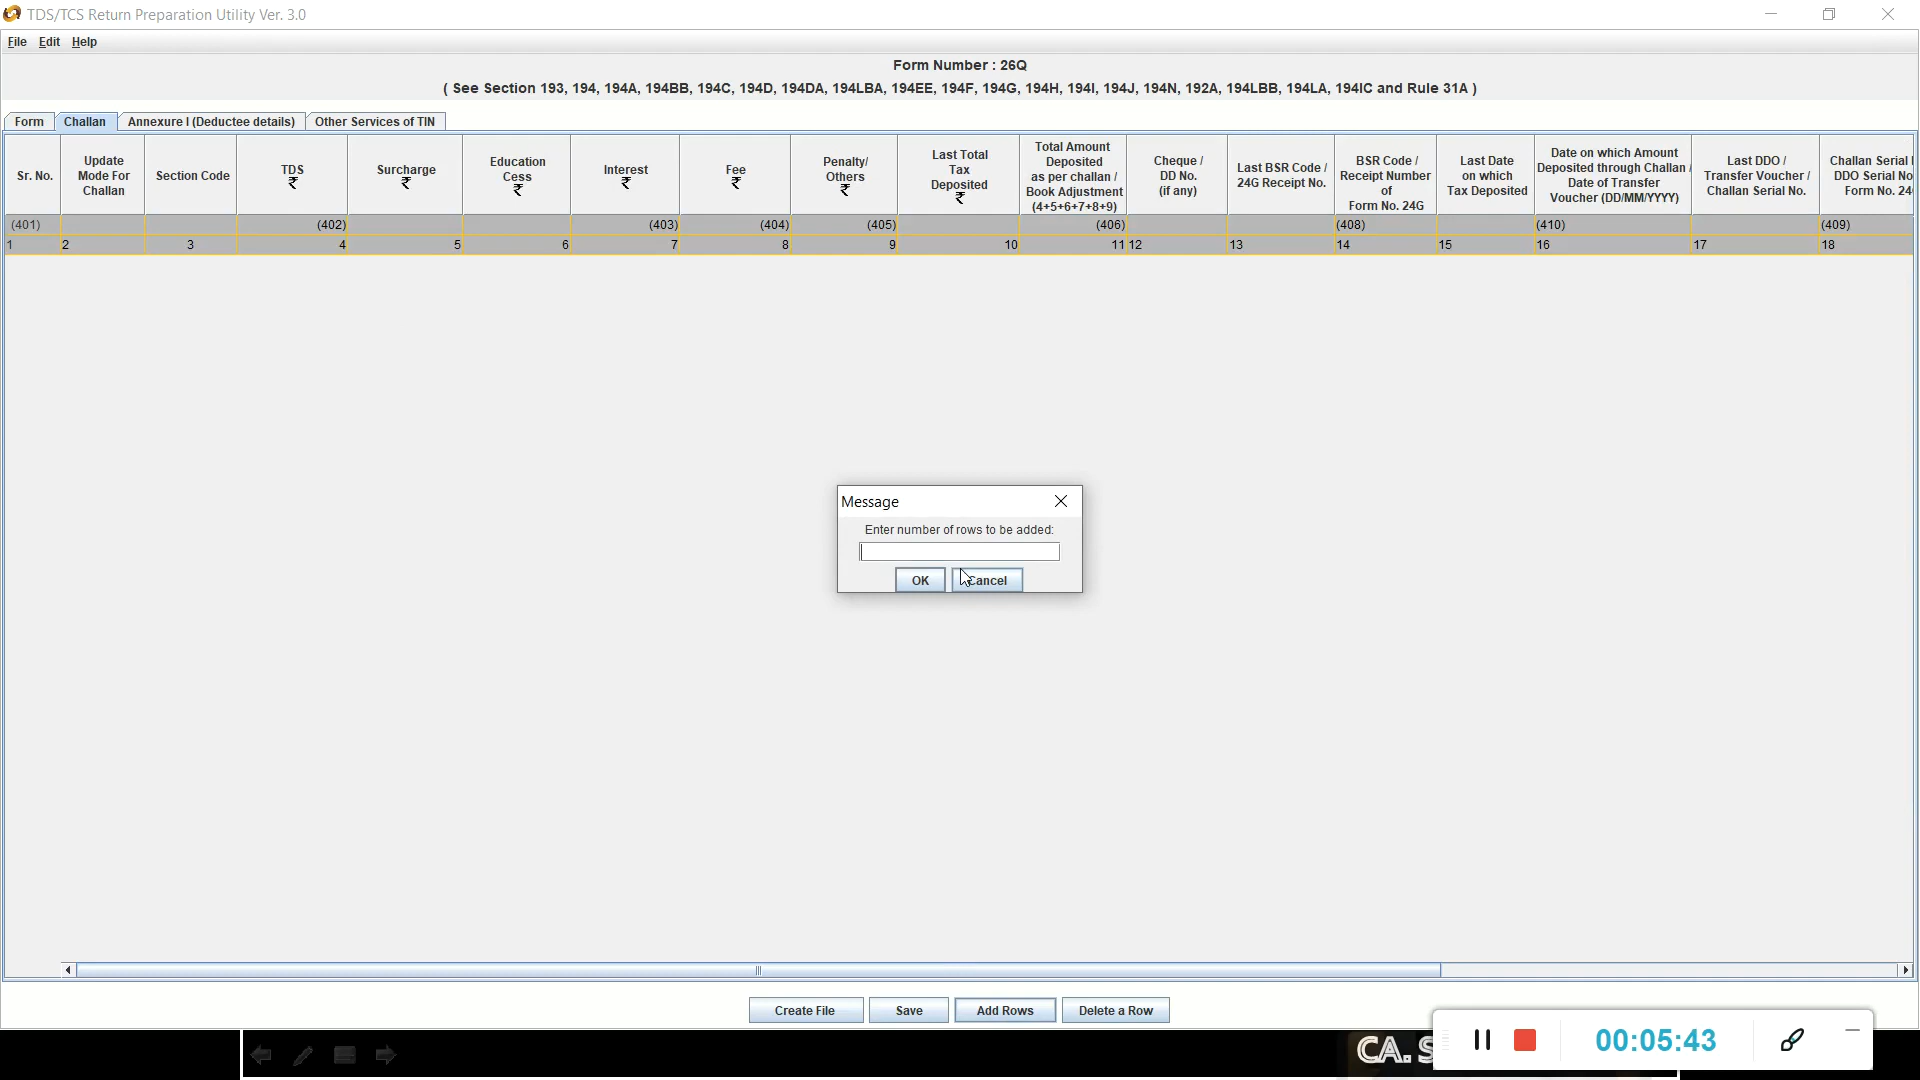 TDS/TCS Return Preparation Utility Ver. 3.0
File Edit Help
Form Number : 26Q
( See Section 193, 194, 194A, 194BB, 194C, 194D, 194DA, 194LBA, 194EE, 194F, 194G, 194H, 194I, 194J, 194N, 192A, 194LBB, 194LA, 194IC and Rule 31A )
Form Challan Annexure I (Deductee details) Other Services of TIN
Sr. No.
Update
Mode For
Challan
Section Code
TDS
₹
Surcharge
₹
Education
Cess
₹
Interest
₹
Fee
₹
Penalty/
Others
₹
Last Total
Tax
Deposited
₹
Total Amount
Deposited
as per challan /
Book Adjustment
(4+5+6+7+8+9)
Cheque /
DD No.
(if any)
Last BSR Code /
24G Receipt No.
BSR Code /
Receipt Number
of
Form No. 24G
Last Date
on which
Tax Deposited
Date on which Amount
Deposited through Challan /
Date of Transfer
Voucher (DD/MM/YYYY)
Last DDO /
Transfer Voucher /
Challan Serial No.
Challan Serial
DDO Serial No
Form No. 24
(401) (402) (403) (404) (405) (406) (408) (410) (409)
1 2 3 4 5 6 7 8 9 10 11 12 13 14 15 16 17 18
Message
Enter number of rows to be added:
OK Cancel
Create File Save Add Rows Delete a Row
CA. S
00:05:43